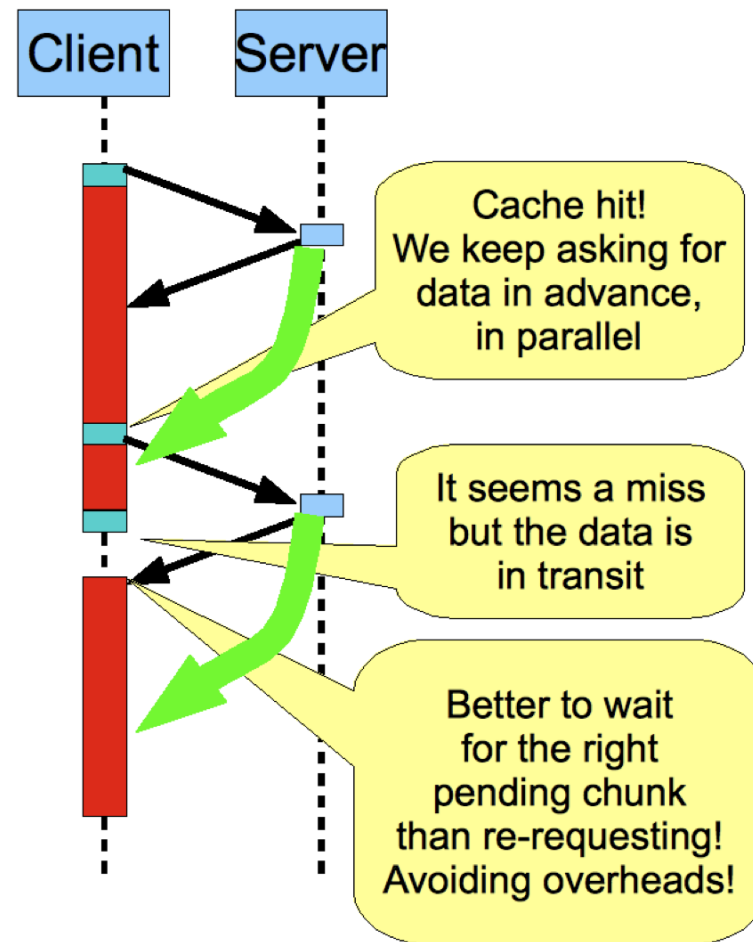 Client
Server
Cache hit!
We keep asking for
data in advance,
in parallel
It seems a miss
but the data is
in transit
Better to wait
for the right
pending chunk
than re-requesting!
Avoiding overheads!